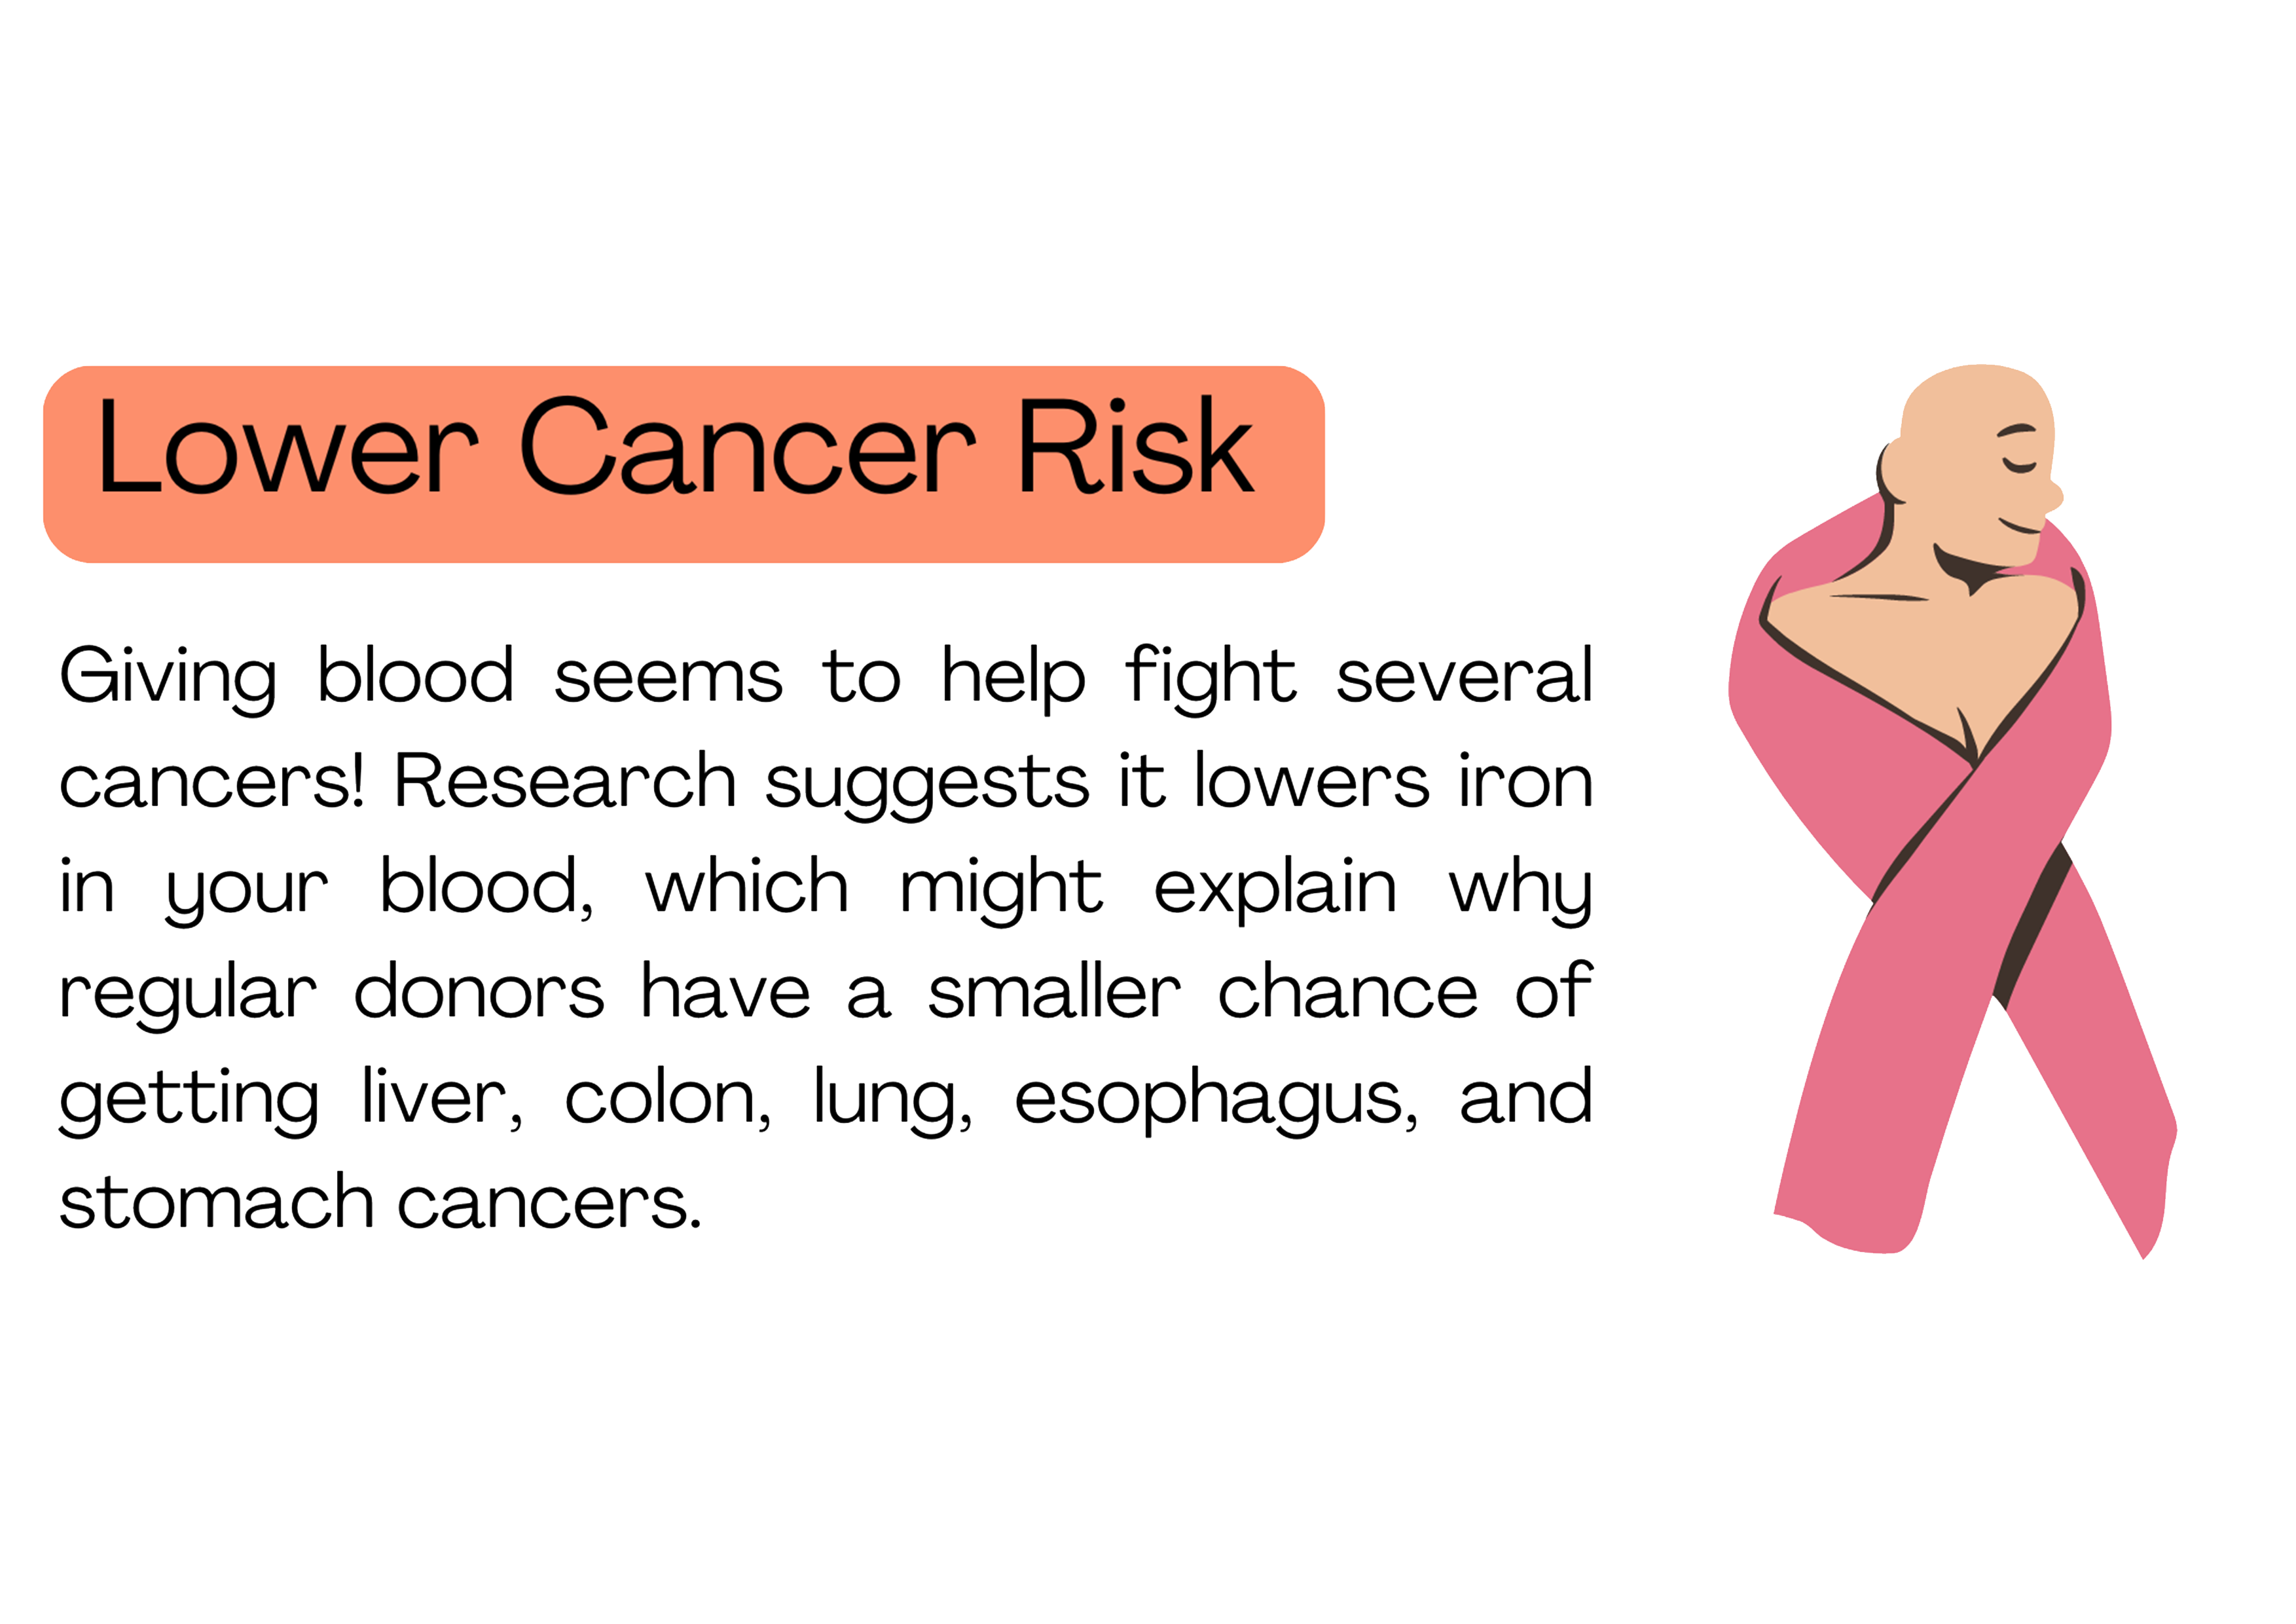 Lower Cancer Risk
Giving blood seems to help fight several
cancers! Research suggests it lowers iron
in your blood, which might explain why
regular donors have a smaller chance of
getting liver, colon, lung, esophagus, and
stomach cancers.